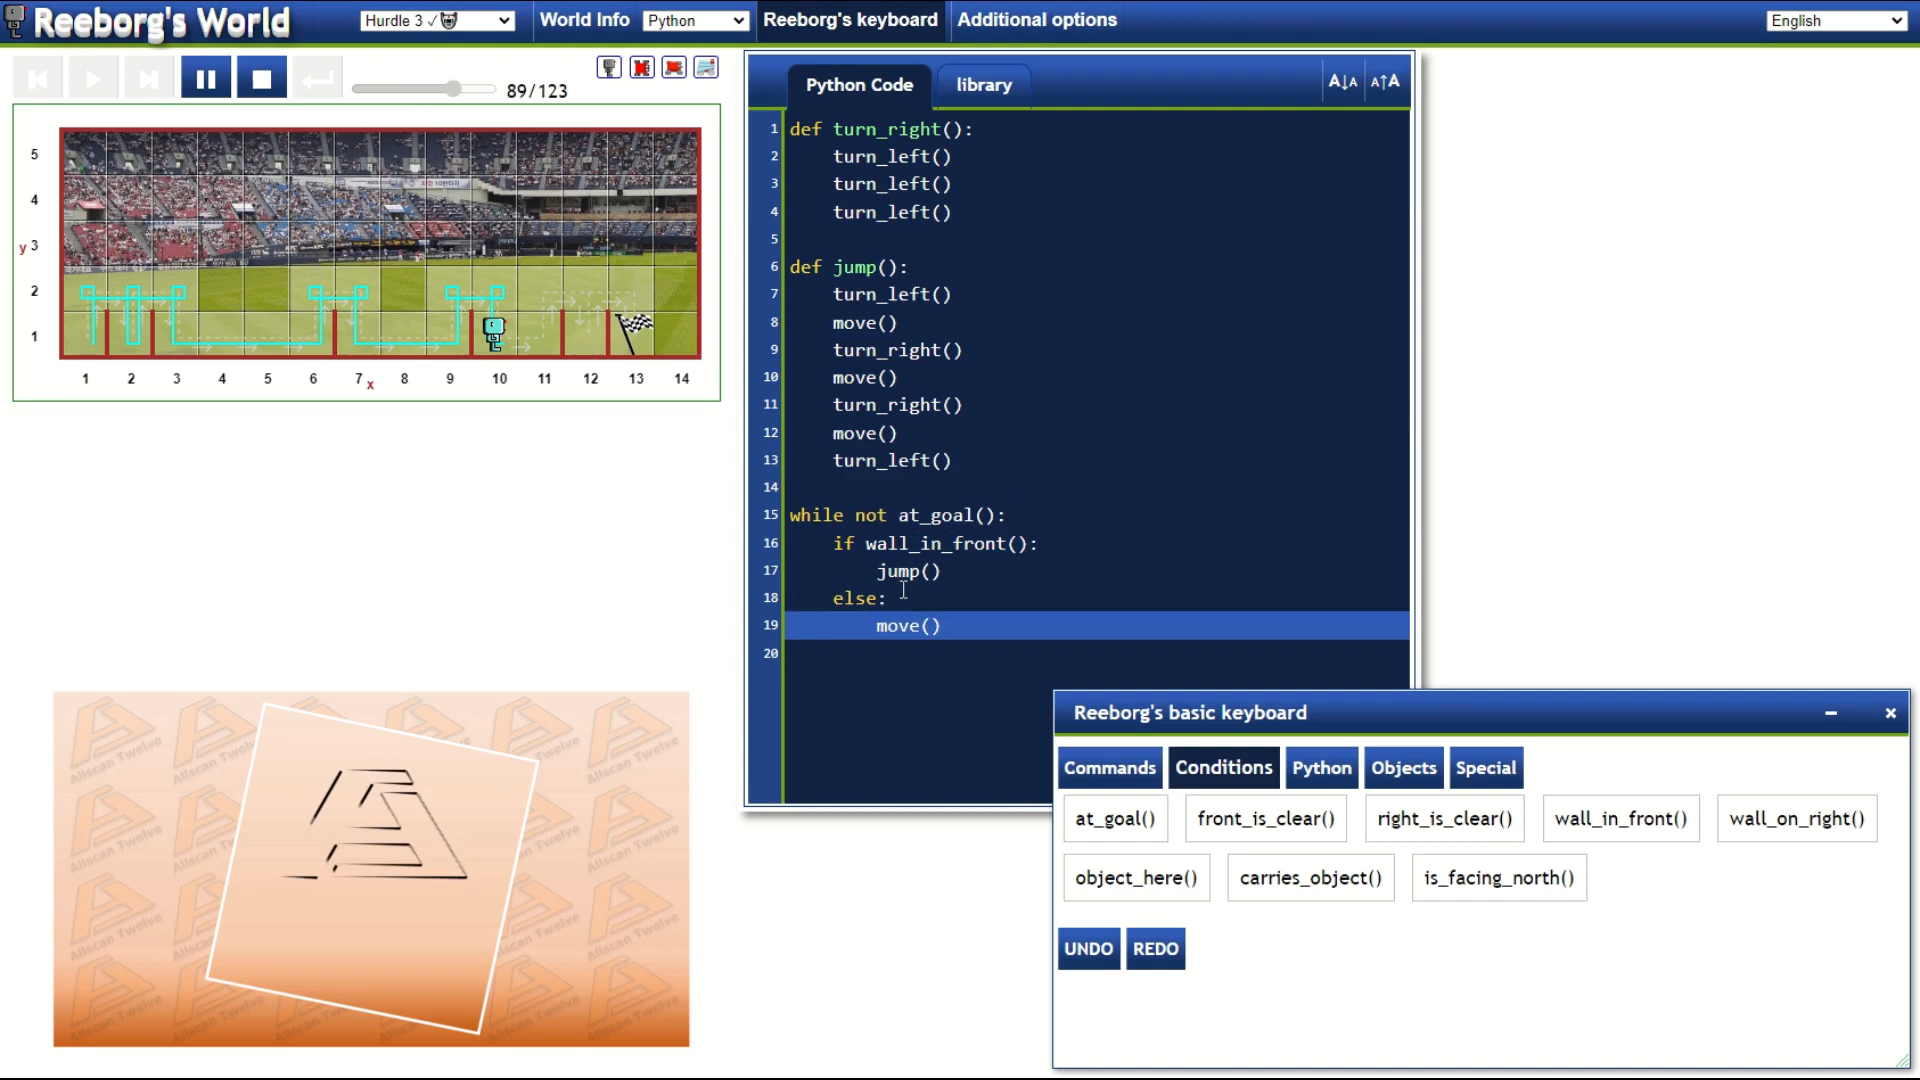 Reeborg's World
Hurdle 3 ✓
World Info
Python
Reeborg's keyboard
Additional options
English
89/123
Python Code
library
A↓A A↑A
1 def turn_right():
2     turn_left()
3     turn_left()
4     turn_left()
5
6 def jump():
7     turn_left()
8     move()
9     turn_right()
10     move()
11     turn_right()
12     move()
13     turn_left()
14
15 while not at_goal():
16     if wall_in_front():
17         jump()
18     else:
19         move()
20
5
4
y 3
2
1
1 2 3 4 5 6 7 x 8 9 10 11 12 13 14
Reeborg's basic keyboard
Commands Conditions Python Objects Special
at_goal() front_is_clear() right_is_clear() wall_in_front() wall_on_right()
object_here() carries_object() is_facing_north()
UNDO REDO
Allscan Twelve